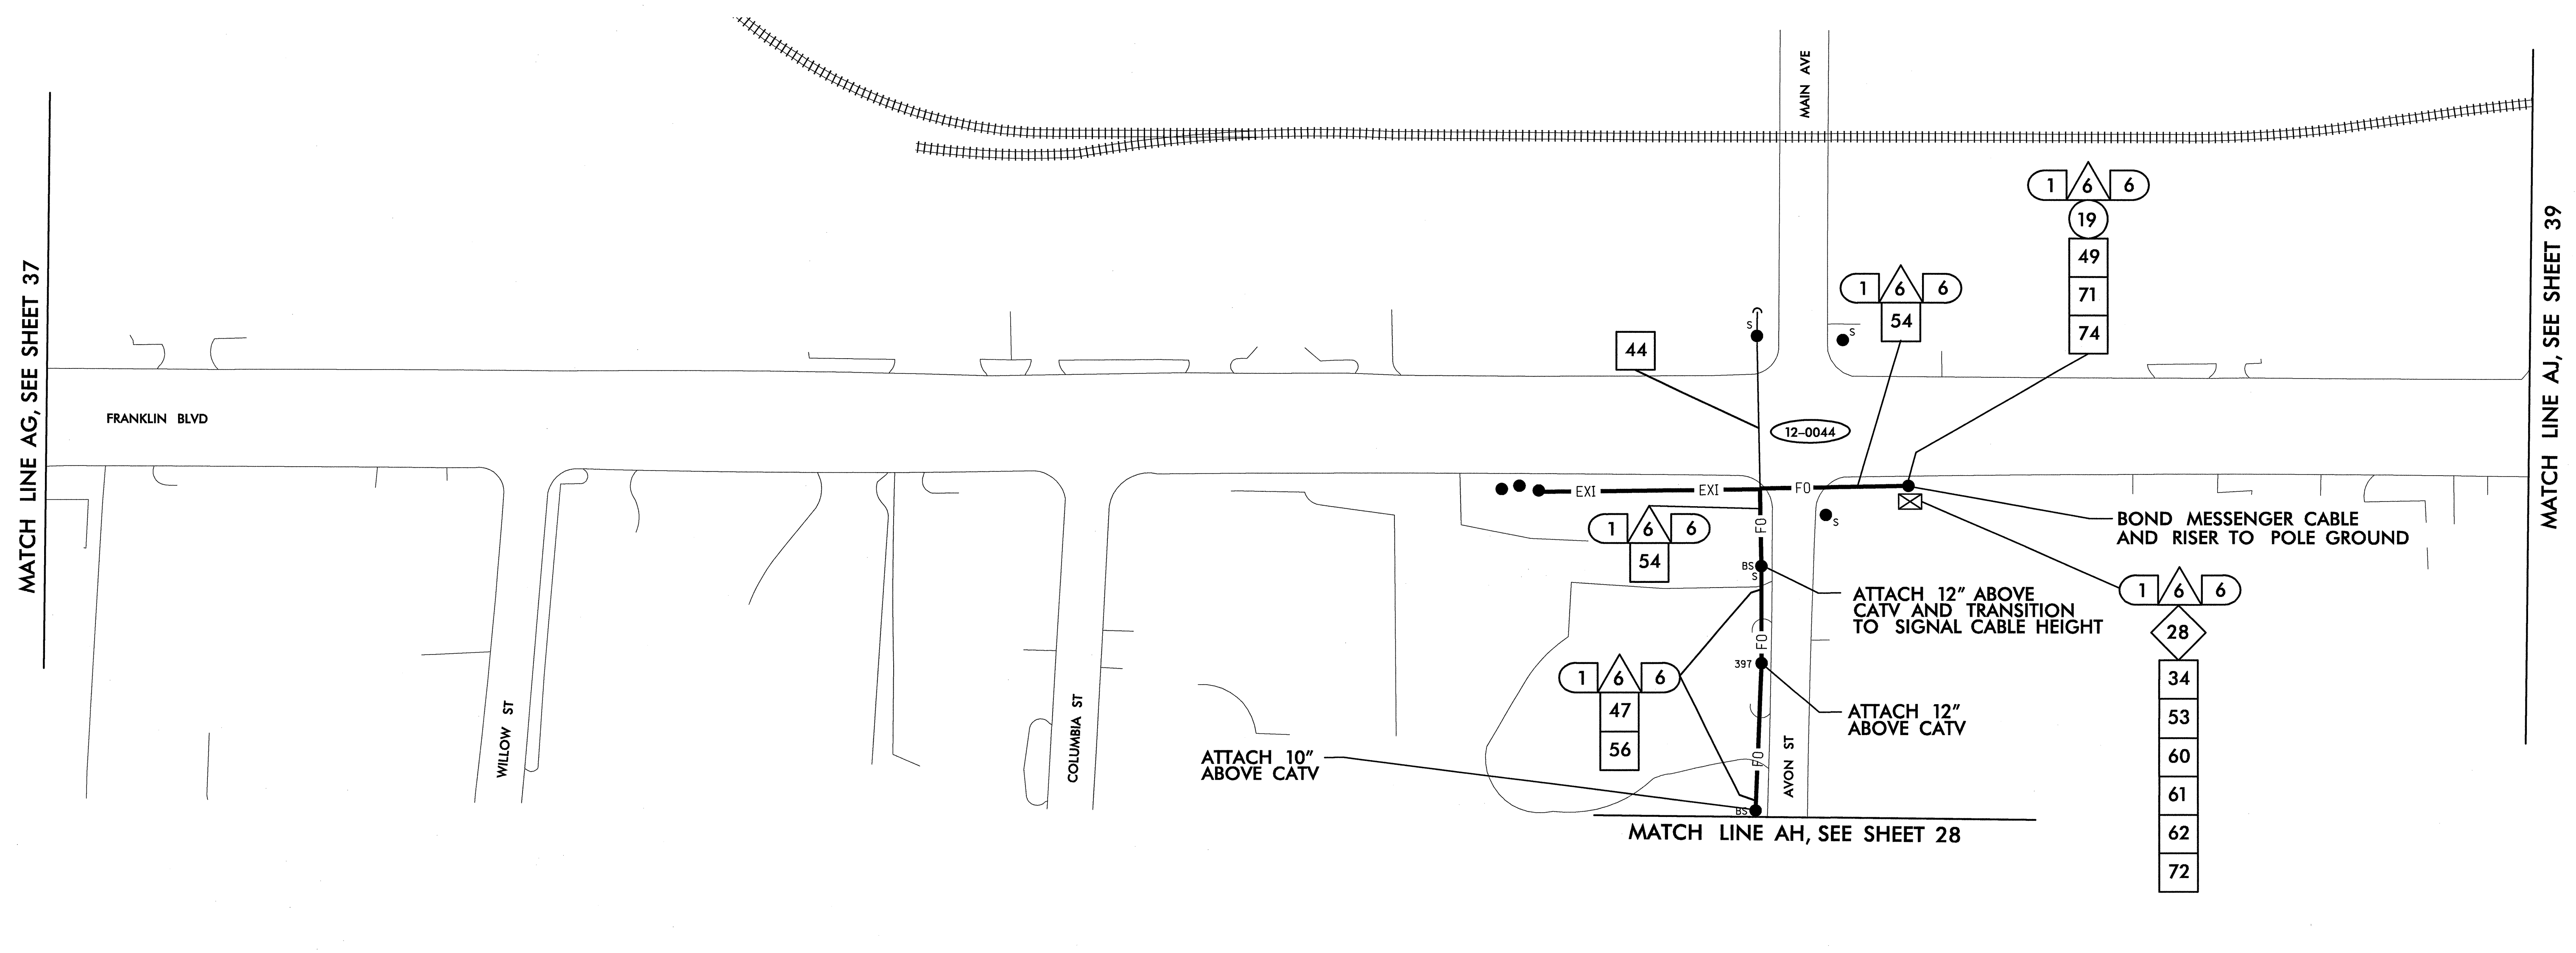 MAIN AVE
MATCH LINE AG, SEE SHEET 37
MATCH LINE AJ, SEE SHEET 39
1 6 6
19
49
71
74
1 6 6
54
S
S
44
FRANKLIN BLVD
12-0044
EXI EXI FO
S
BOND MESSENGER CABLE
AND RISER TO POLE GROUND
1 6 6
54
FO
BS
S
ATTACH 12" ABOVE
CATV AND TRANSITION
TO SIGNAL CABLE HEIGHT
1 6 6
28
34
53
60
61
62
72
FO
397
1 6 6
47
56
ATTACH 12"
ABOVE CATV
WILLOW ST
COLUMBIA ST
AVON ST
FO
ATTACH 10"
ABOVE CATV
BS
MATCH LINE AH, SEE SHEET 28